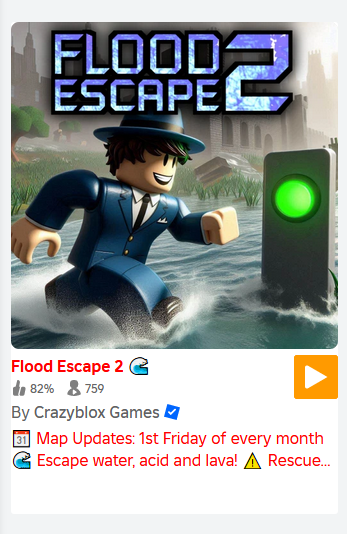 FLOOD
ESCAPE 2
Flood Escape 2 🌊
82% 759
By Crazyblox Games
📅 Map Updates: 1st Friday of every month
🌊 Escape water, acid and lava! ⚠️ Rescue...